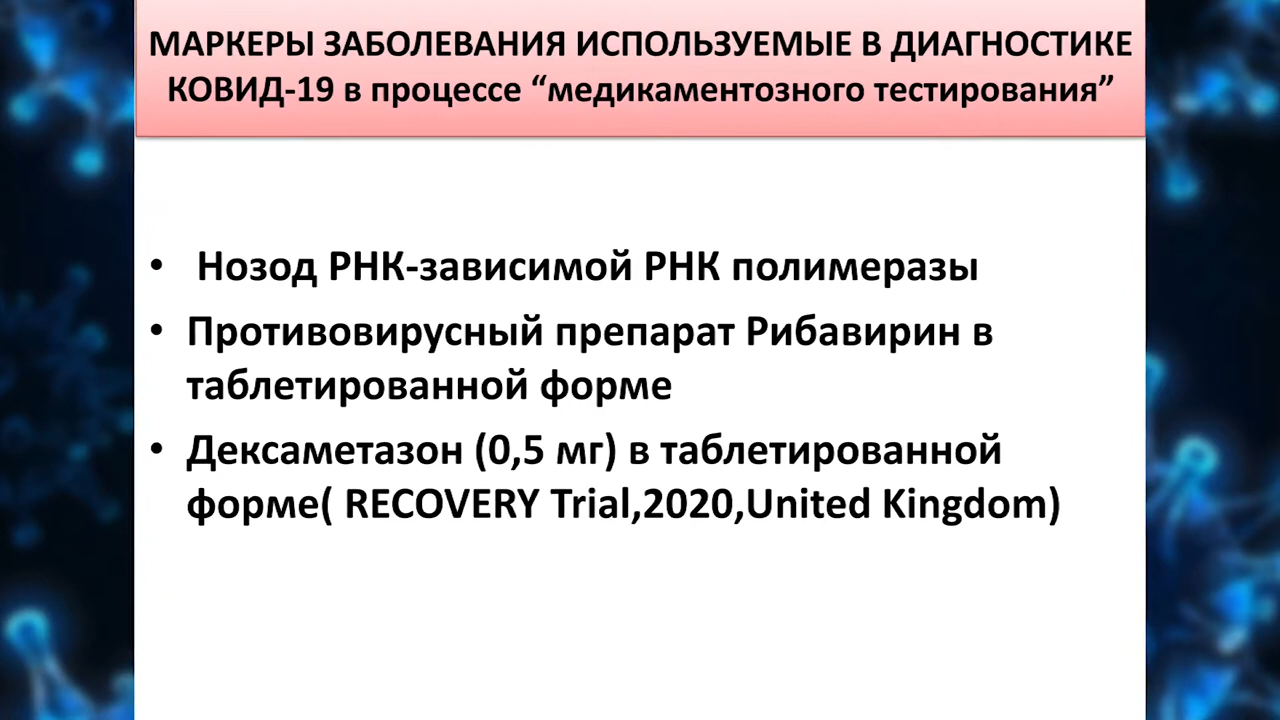 МАРКЕРЫ ЗАБОЛЕВАНИЯ ИСПОЛЬЗУЕМЫЕ В ДИАГНОСТИКЕ
КОВИД-19 в процессе “медикаментозного тестирования”
• Нозод РНК-зависимой РНК полимеразы
• Противовирусный препарат Рибавирин в
таблетированной форме
• Дексаметазон (0,5 мг) в таблетированной
форме( RECOVERY Trial,2020,United Kingdom)